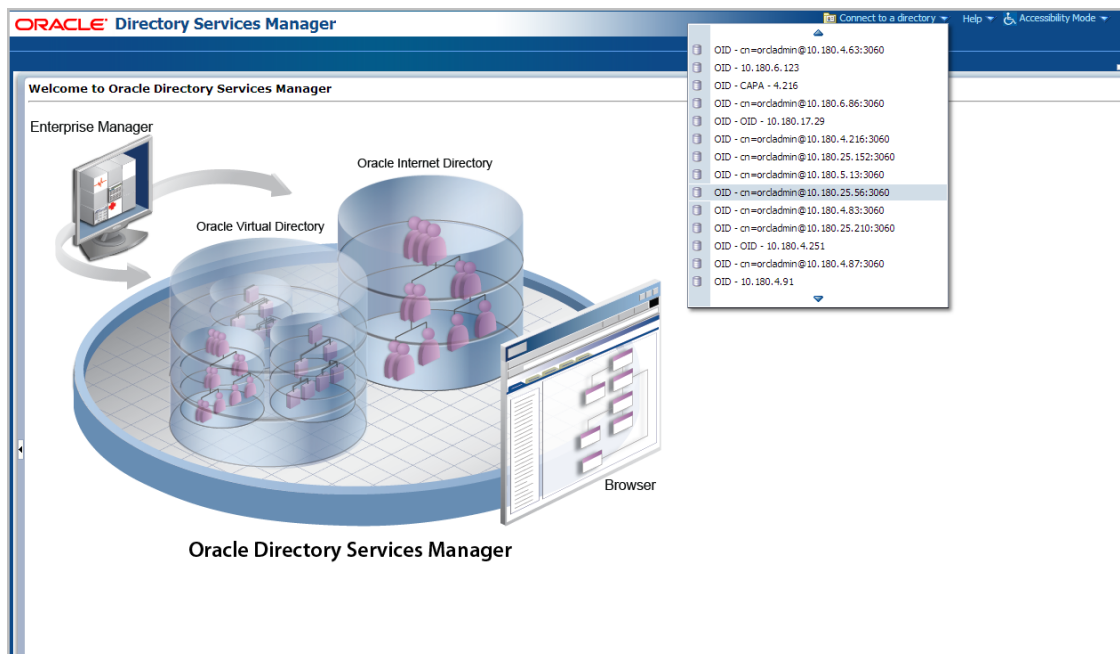 ORACLE Directory Services Manager
Connect to a directory Help Accessibility Mode
Welcome to Oracle Directory Services Manager
OID - cn=orcladmin@10.180.4.63:3060
OID - 10.180.6.123
OID - CAPA - 4.216
OID - cn=orcladmin@10.180.6.86:3060
OID - OID - 10.180.17.29
OID - cn=orcladmin@10.180.4.216:3060
OID - cn=orcladmin@10.180.25.152:3060
OID - cn=orcladmin@10.180.5.13:3060
OID - cn=orcladmin@10.180.25.56:3060
OID - cn=orcladmin@10.180.4.83:3060
OID - cn=orcladmin@10.180.25.210:3060
OID - OID - 10.180.4.251
OID - cn=orcladmin@10.180.4.87:3060
OID - 10.180.4.91
Enterprise Manager
Oracle Internet Directory
Oracle Virtual Directory
Browser
Oracle Directory Services Manager